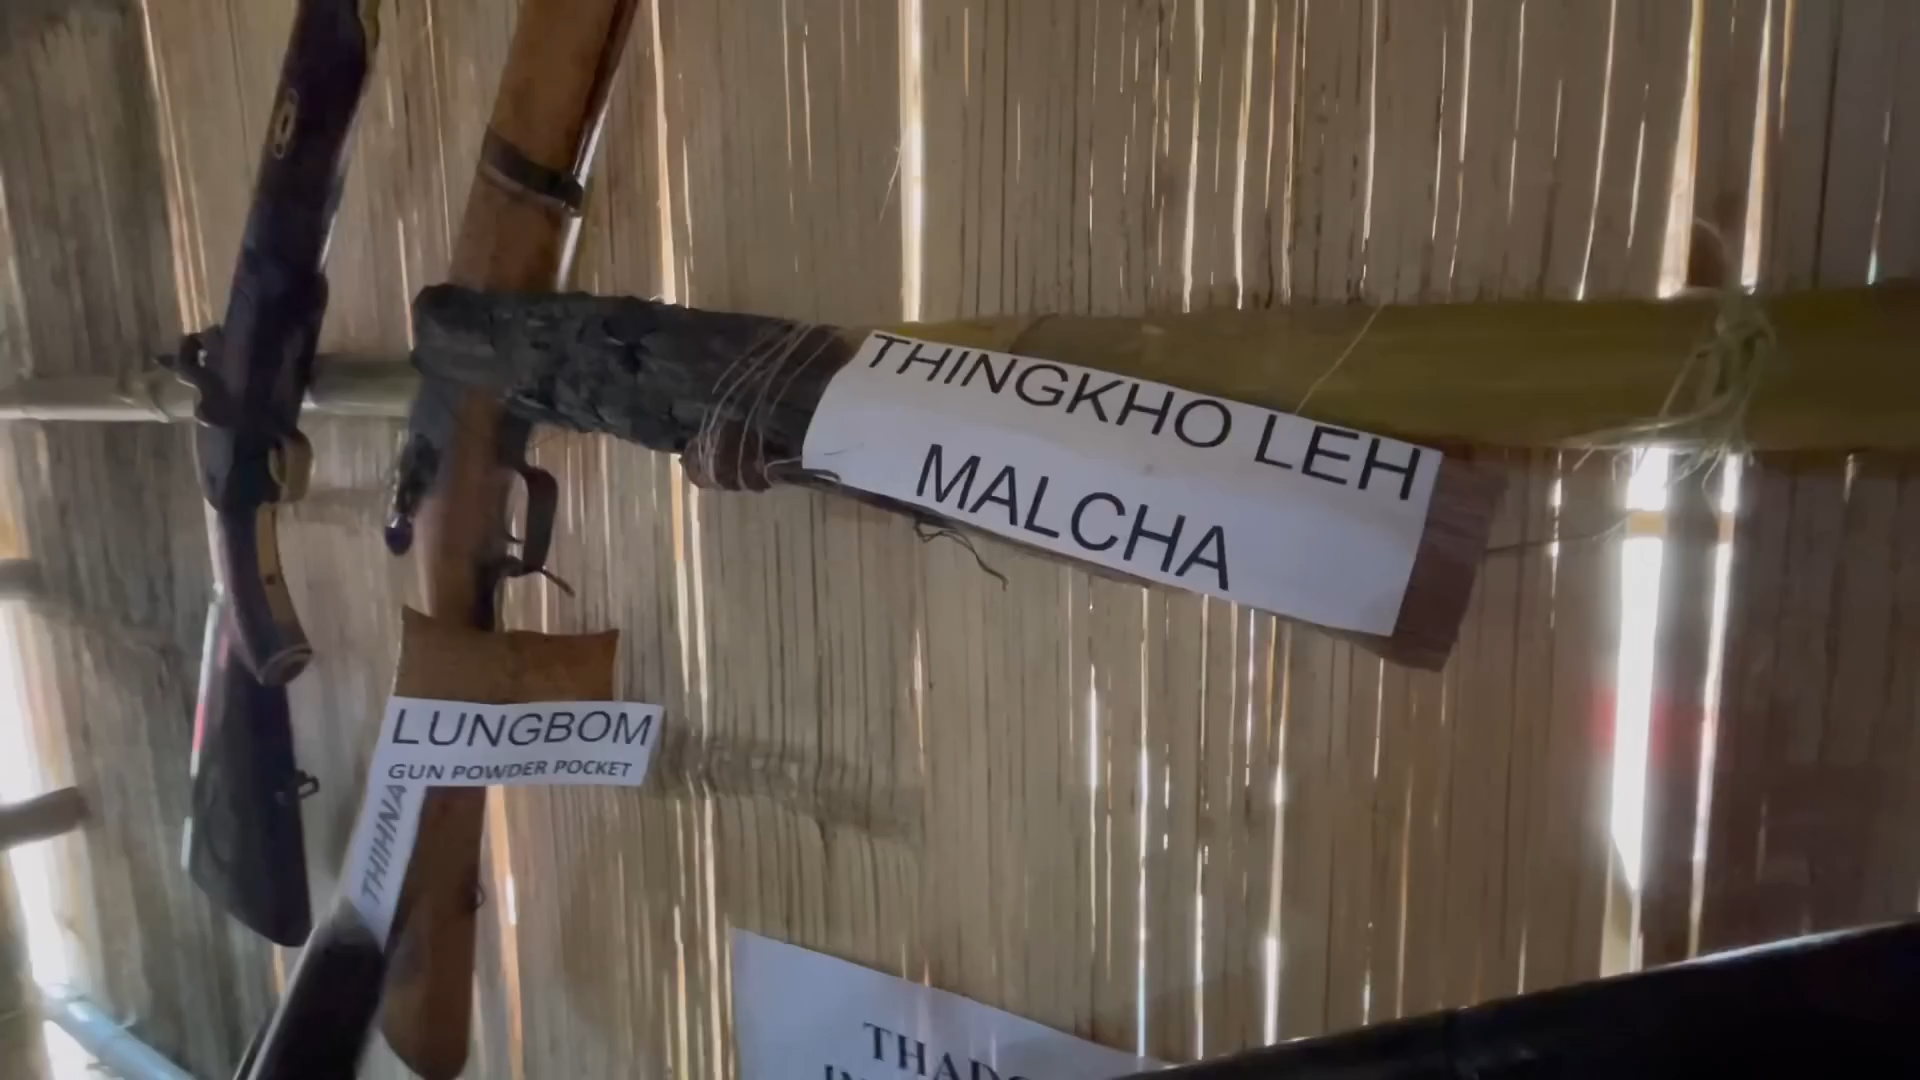 THINGKHO LEH
MALCHA
LUNGBOM
GUN POWDER POCKET
THIHNA